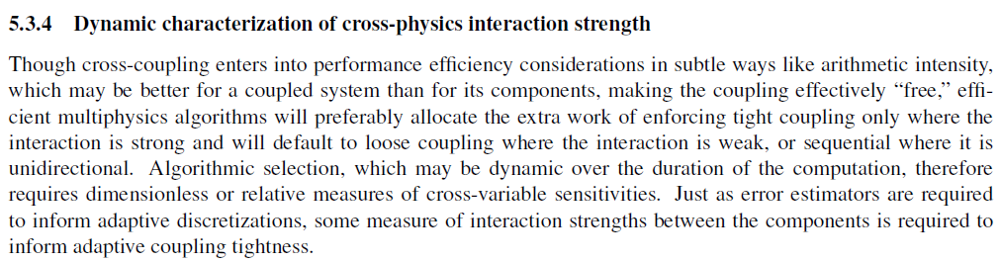 5.3.4 Dynamic characterization of cross-physics interaction strength
Though cross-coupling enters into performance efficiency considerations in subtle ways like arithmetic intensity,
which may be better for a coupled system than for its components, making the coupling effectively “free,” effi-
cient multiphysics algorithms will preferably allocate the extra work of enforcing tight coupling only where the
interaction is strong and will default to loose coupling where the interaction is weak, or sequential where it is
unidirectional. Algorithmic selection, which may be dynamic over the duration of the computation, therefore
requires dimensionless or relative measures of cross-variable sensitivities. Just as error estimators are required
to inform adaptive discretizations, some measure of interaction strengths between the components is required to
inform adaptive coupling tightness.